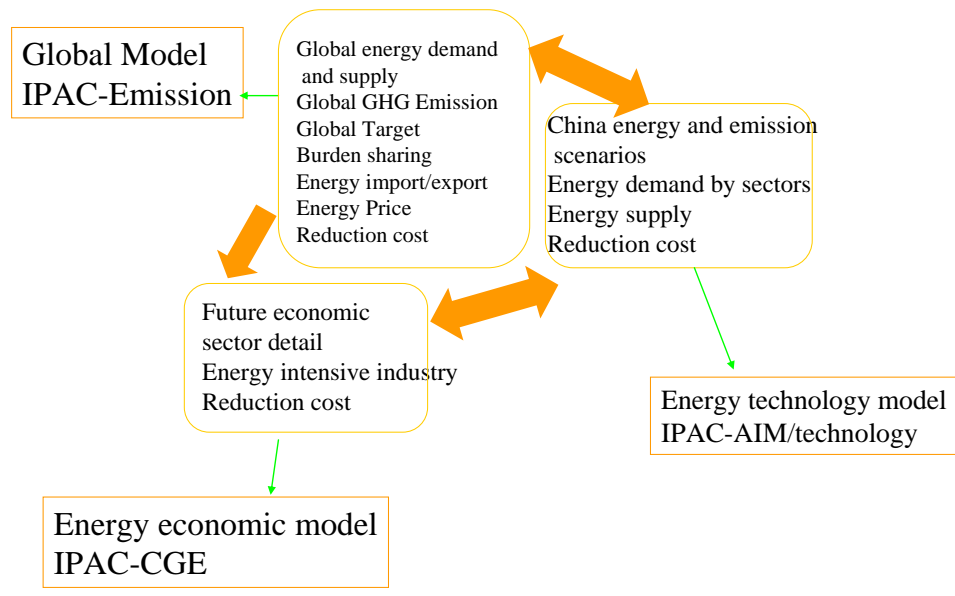 Global Model
IPAC-Emission
Global energy demand
and supply
Global GHG Emission
Global Target
Burden sharing
Energy import/export
Energy Price
Reduction cost
China energy and emission
scenarios
Energy demand by sectors
Energy supply
Reduction cost
Future economic
sector detail
Energy intensive industry
Reduction cost
Energy technology model
IPAC-AIM/technology
Energy economic model
IPAC-CGE